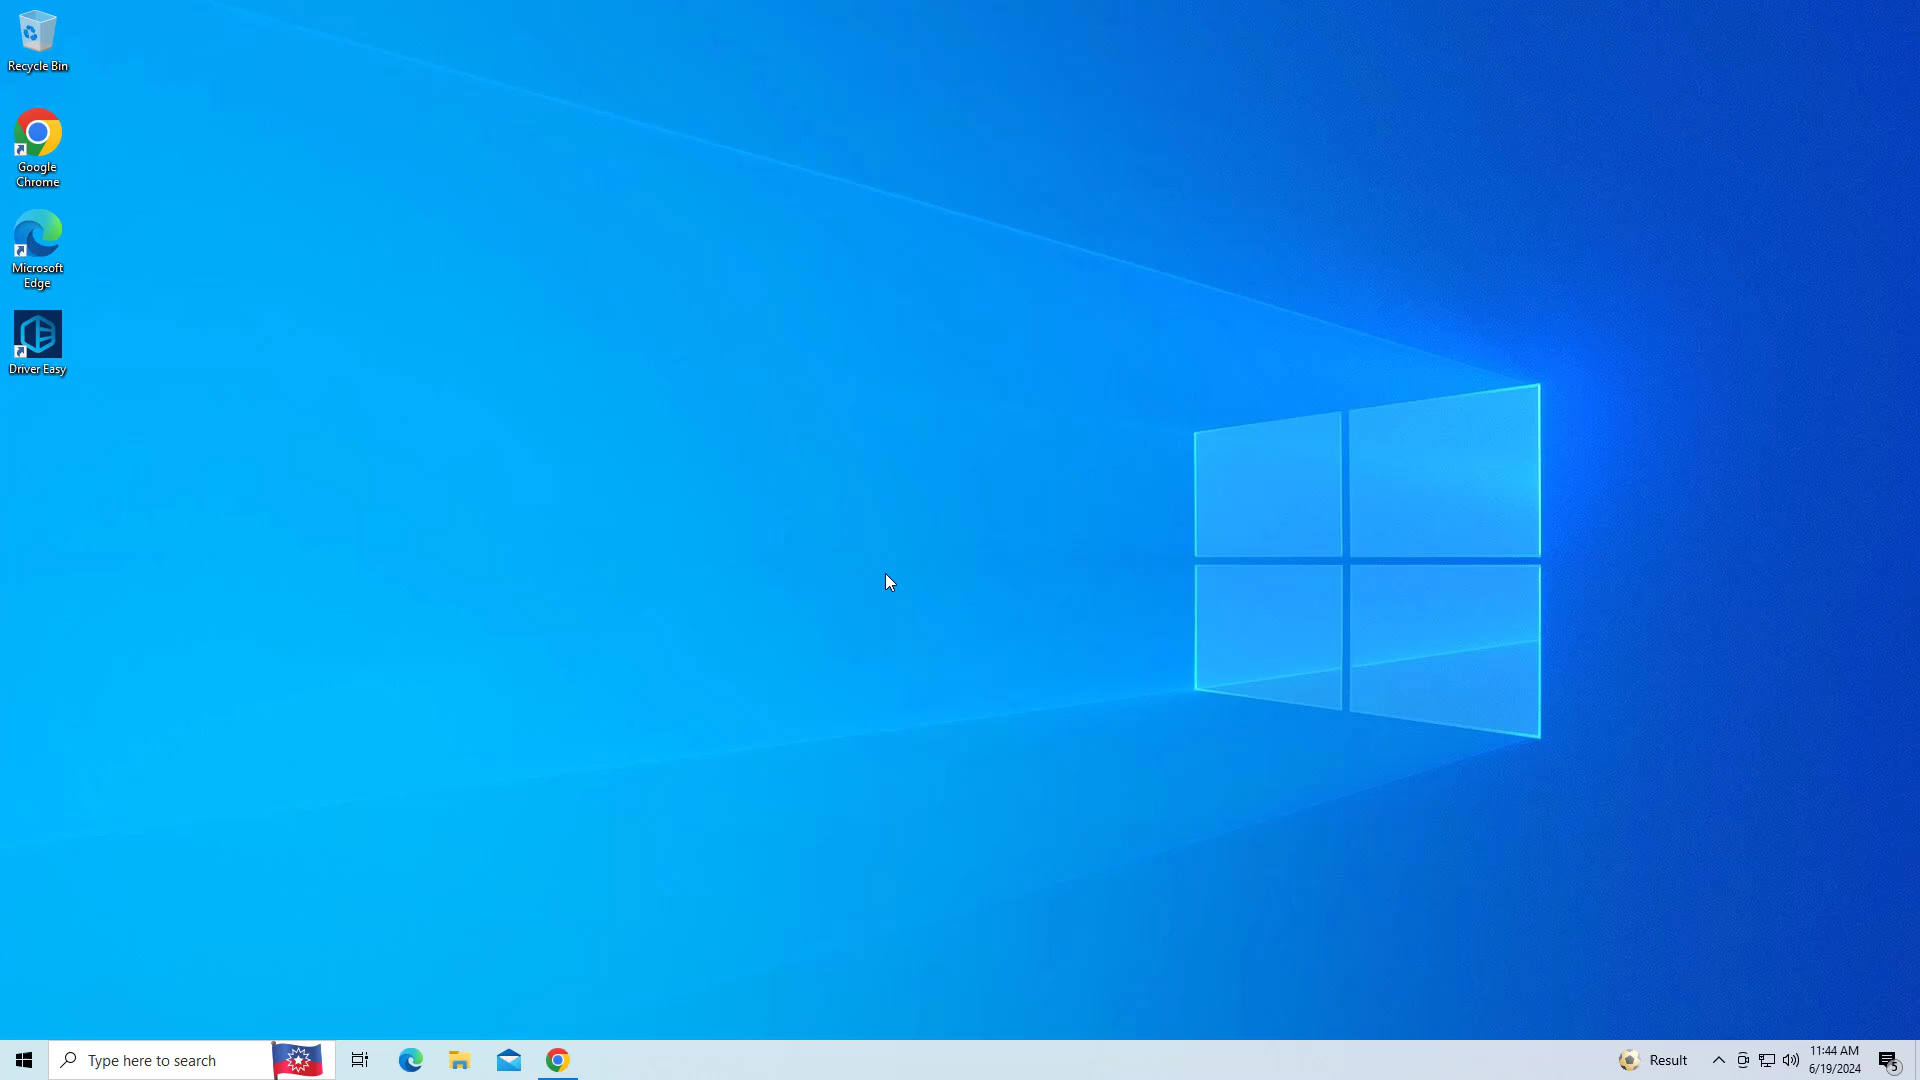 Recycle Bin
Google
Chrome
Microsoft
Edge
Driver Easy
Type here to search
Result
11:44 AM
6/19/2024
5